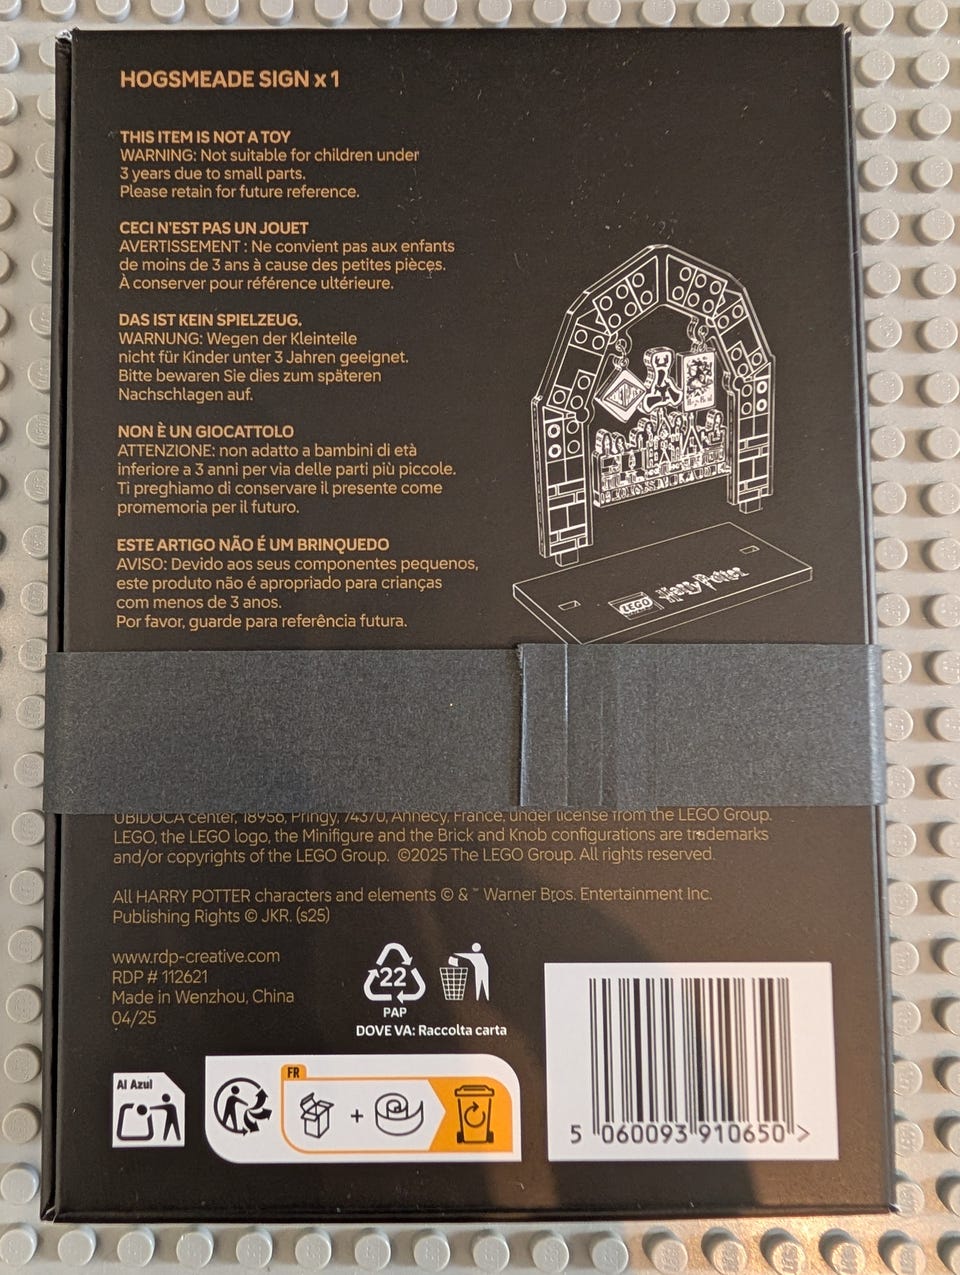 HOGSMEADE SIGN x 1
THIS ITEM IS NOT A TOY
WARNING: Not suitable for children under
3 years due to small parts.
Please retain for future reference.
CECI N'EST PAS UN JOUET
AVERTISSEMENT : Ne convient pas aux enfants
de moins de 3 ans à cause des petites pièces.
À conserver pour référence ultérieure.
DAS IST KEIN SPIELZEUG.
WARNUNG: Wegen der Kleinteile
nicht für Kinder unter 3 Jahren geeignet.
Bitte bewaren Sie dies zum späteren
Nachschlagen auf.
NON È UN GIOCATTOLO
ATTENZIONE: non adatto a bambini di età
inferiore a 3 anni per via delle parti più piccole.
Ti preghiamo di conservare il presente come
promemoria per il futuro.
ESTE ARTIGO NÃO É UM BRINQUEDO
AVISO: Devido aos seus componentes pequenos,
este produto não é apropriado para crianças
com menos de 3 anos.
Por favor, guarde para referência futura.
LEGO Harry Potter
UBIDOCA center, 18956, Pringy, 74370, Annecy, France, under license from the LEGO Group.
LEGO, the LEGO logo, the Minifigure and the Brick and Knob configurations are trademarks
and/or copyrights of the LEGO Group. ©2025 The LEGO Group. All rights reserved.
All HARRY POTTER characters and elements © & ™ Warner Bros. Entertainment Inc.
Publishing Rights © JKR. (s25)
www.rdp-creative.com
RDP # 112621
Made in Wenzhou, China
04/25
22
PAP
DOVE VA: Raccolta carta
Al Azul
FR
+
5 060093 910650 >